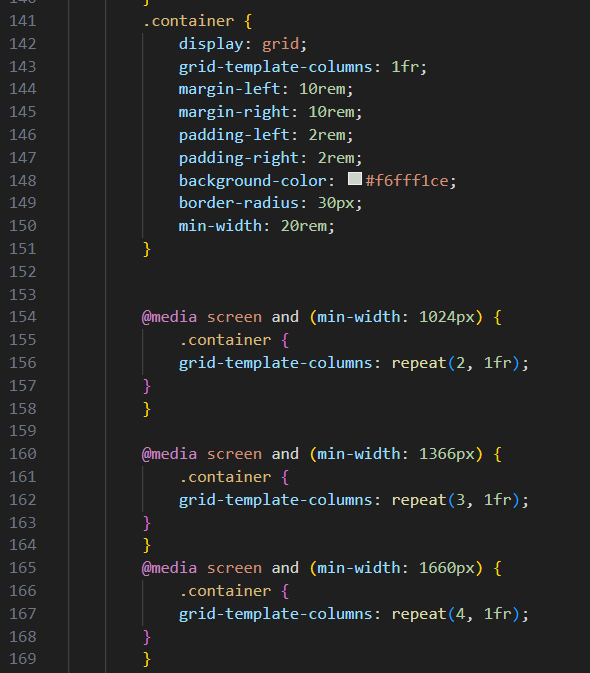 140 }
141 .container {
142 display: grid;
143 grid-template-columns: 1fr;
144 margin-left: 10rem;
145 margin-right: 10rem;
146 padding-left: 2rem;
147 padding-right: 2rem;
148 background-color: #f6fff1ce;
149 border-radius: 30px;
150 min-width: 20rem;
151 }
152
153
154 @media screen and (min-width: 1024px) {
155 .container {
156 grid-template-columns: repeat(2, 1fr);
157 }
158 }
159
160 @media screen and (min-width: 1366px) {
161 .container {
162 grid-template-columns: repeat(3, 1fr);
163 }
164 }
165 @media screen and (min-width: 1660px) {
166 .container {
167 grid-template-columns: repeat(4, 1fr);
168 }
169 }